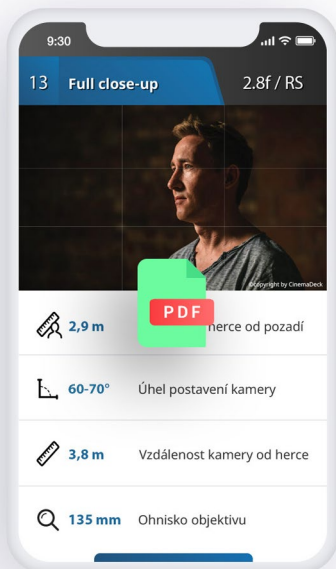 9:30
13 Full close-up 2.8f / RS
©opyright by CinemaDeck
PDF
2,9 m herce od pozadí
60-70° Úhel postavení kamery
3,8 m Vzdálenost kamery od herce
135 mm Ohnisko objektivu